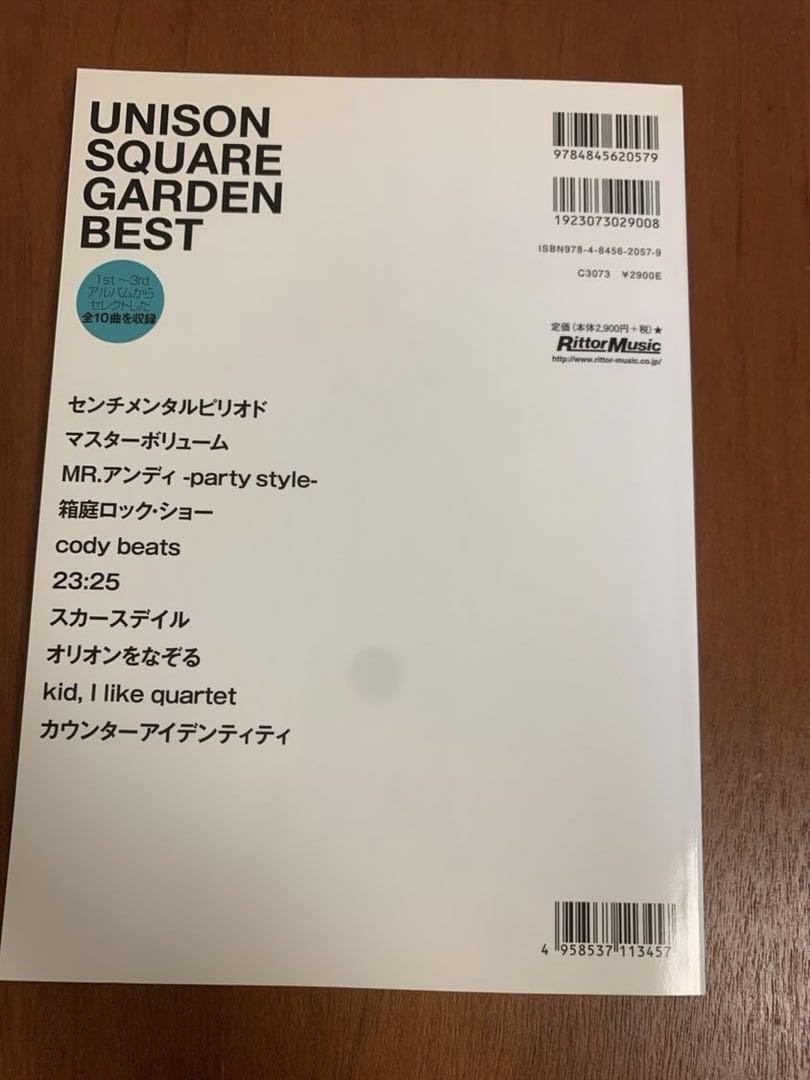 UNISON
SQUARE
GARDEN
BEST
1st～3rd
アルバムから
セレクトした
全10曲を収録
センチメンタルピリオド
マスターボリューム
MR.アンディ -party style-
箱庭ロック・ショー
cody beats
23:25
スカースデイル
オリオンをなぞる
kid, I like quartet
カウンターアイデンティティ
9784845620579
1923073029008
ISBN978-4-8456-2057-9
C3073 ¥2900E
定価(本体2,900円+税)★
RittorMusic
http://www.rittor-music.co.jp/
4 958537 113457